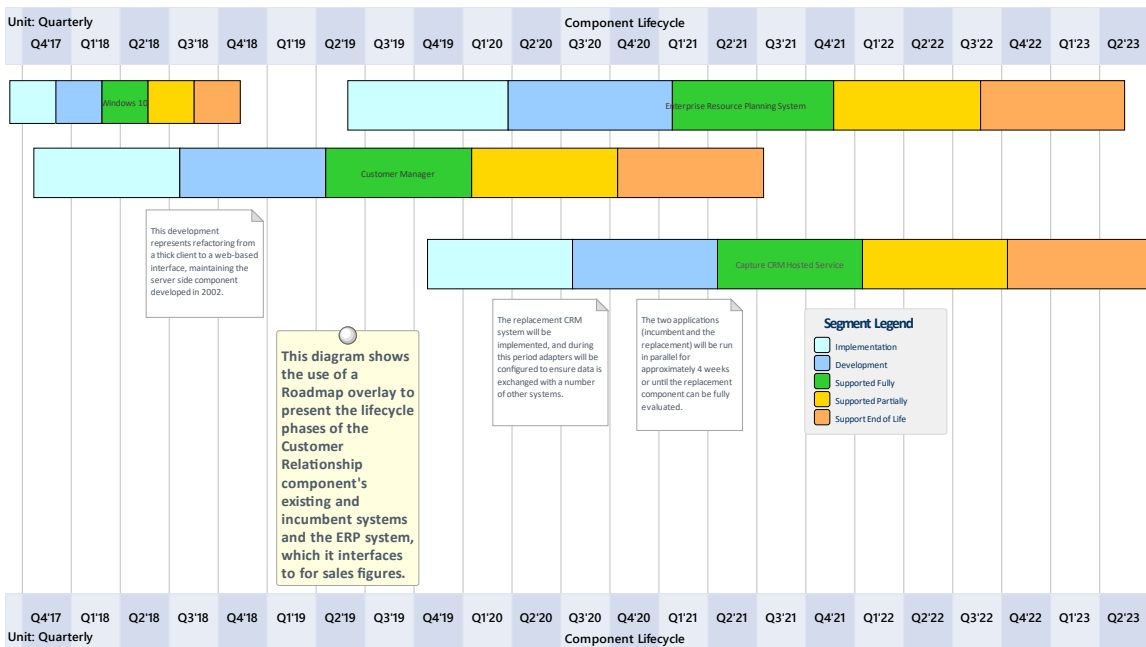 Unit: Quarterly
Component Lifecycle
Q4'17 Q1'18 Q2'18 Q3'18 Q4'18 Q1'19 Q2'19 Q3'19 Q4'19 Q1'20 Q2'20 Q3'20 Q4'20 Q1'21 Q2'21 Q3'21 Q4'21 Q1'22 Q2'22 Q3'22 Q4'22 Q1'23 Q2'23
Windows 10
Enterprise Resource Planning System
Customer Manager
This development
represents refactoring from
a thick client to a web-based
interface, maintaining the
server side component
developed in 2002.
Capture CRM Hosted Service
The replacement CRM
system will be
implemented, and during
this period adapters will be
configured to ensure data is
exchanged with a number
of other systems.
The two applications
(incumbent and the
replacement) will be run
in parallel for
approximately 4 weeks
or until the replacement
component can be fully
evaluated.
Segment Legend
Implementation
Development
Supported Fully
Supported Partially
Support End of Life
This diagram shows
the use of a
Roadmap overlay to
present the lifecycle
phases of the
Customer
Relationship
component's
existing and
incumbent systems
and the ERP system,
which it interfaces
to for sales figures.
Q4'17 Q1'18 Q2'18 Q3'18 Q4'18 Q1'19 Q2'19 Q3'19 Q4'19 Q1'20 Q2'20 Q3'20 Q4'20 Q1'21 Q2'21 Q3'21 Q4'21 Q1'22 Q2'22 Q3'22 Q4'22 Q1'23 Q2'23
Unit: Quarterly
Component Lifecycle